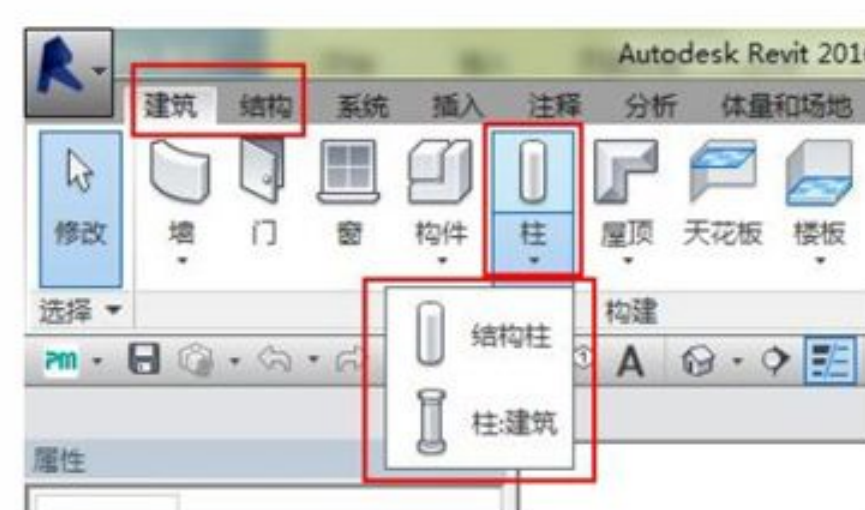 Autodesk Revit 201
建筑 结构 系统 插入 注释 分析 体量和场地
修改 墙 门 窗 构件 柱 屋顶 天花板 楼板
选择 构建
结构柱
PM A
柱:建筑
属性